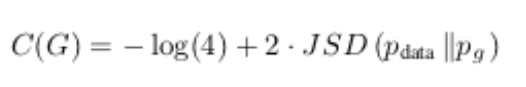 C(G) = − log(4) + 2 · JSD (p_data ∥p_g )